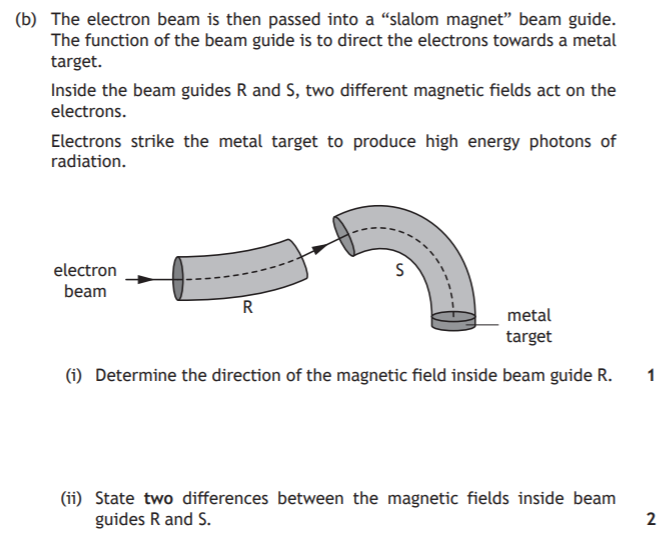 (b) The electron beam is then passed into a “slalom magnet” beam guide.
The function of the beam guide is to direct the electrons towards a metal
target.
Inside the beam guides R and S, two different magnetic fields act on the
electrons.
Electrons strike the metal target to produce high energy photons of
radiation.
electron
beam
R
S
metal
target
(i) Determine the direction of the magnetic field inside beam guide R. 1
(ii) State two differences between the magnetic fields inside beam
guides R and S. 2